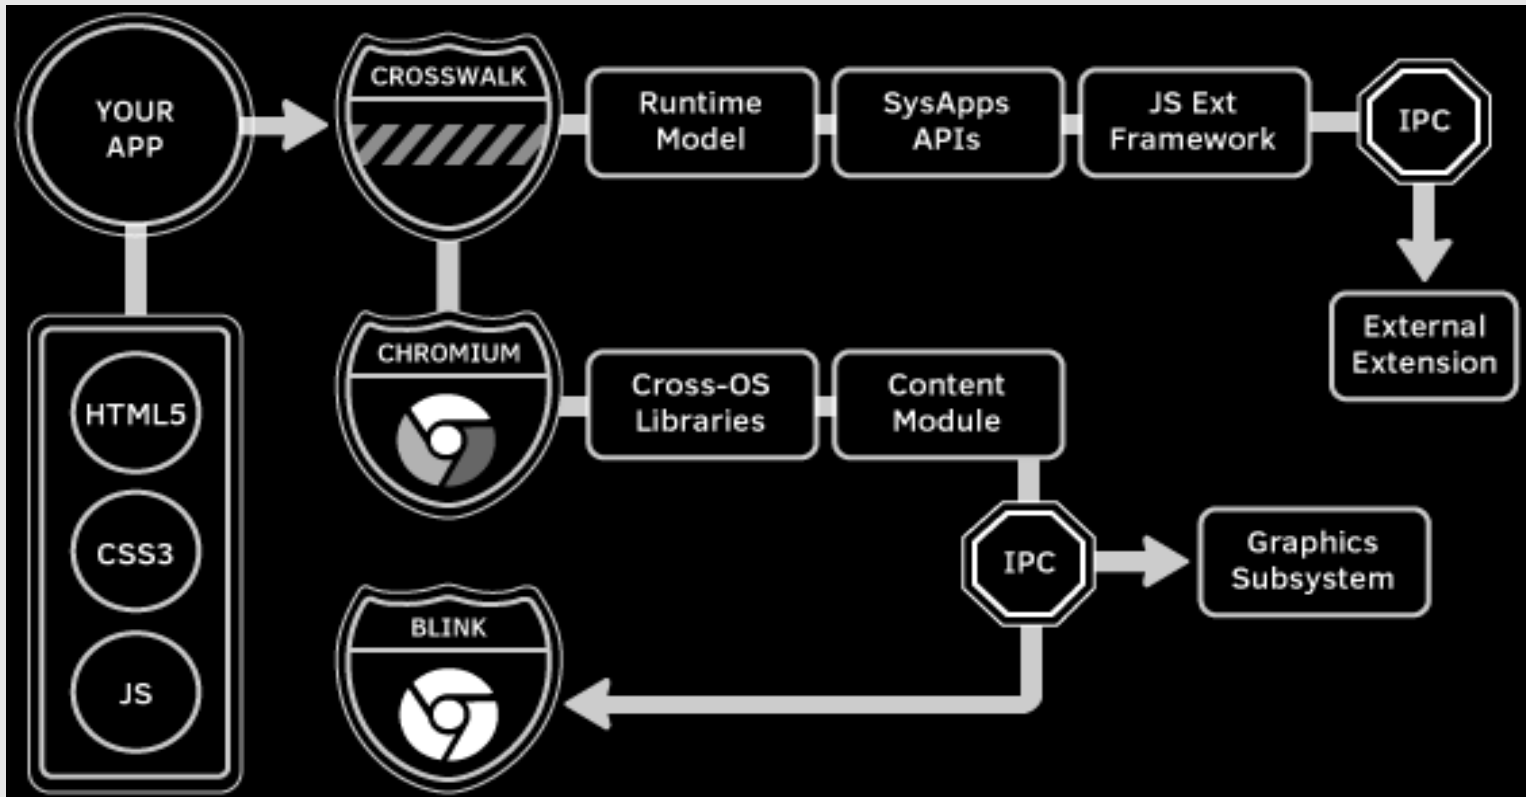 YOUR
APP
CROSSWALK
Runtime
Model
SysApps
APIs
JS Ext
Framework
IPC
External
Extension
HTML5
CSS3
JS
CHROMIUM
Cross-OS
Libraries
Content
Module
IPC
Graphics
Subsystem
BLINK